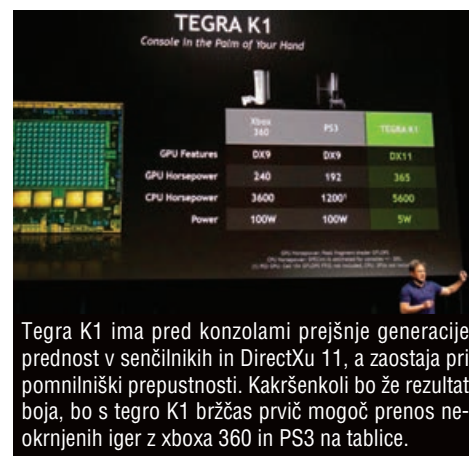 TEGRA K1
Console in the Palm of Your Hand
Xbox
360
PS3
TEGRA K1
GPU Features
DX9
DX9
DX11
GPU Horsepower
240
192
365
CPU Horsepower
3600
1200¹
5600
Power
100W
100W
5W
Tegra K1 ima pred konzolami prejšnje generacije
prednost v senčilnikih in DirectXu 11, a zaostaja pri
pomnilniški prepustnosti. Kakršenkoli bo že rezultat
boja, bo s tegro K1 bržčas prvič mogoč prenos ne-
okrnjenih iger z xboxa 360 in PS3 na tablice.